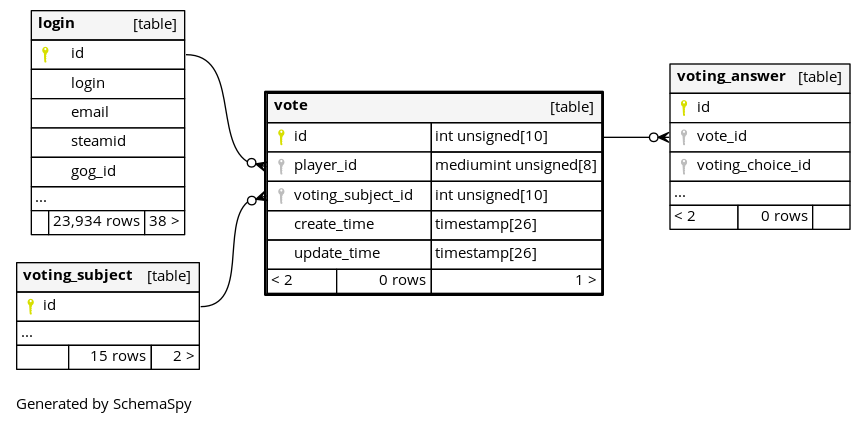 login [table]
id
login
email
steamid
gog_id
...
23,934 rows 38 >
voting_subject [table]
id
...
15 rows 2 >
vote [table]
id int unsigned[10]
player_id mediumint unsigned[8]
voting_subject_id int unsigned[10]
create_time timestamp[26]
update_time timestamp[26]
< 2 0 rows 1 >
voting_answer [table]
id
vote_id
voting_choice_id
...
< 2 0 rows
Generated by SchemaSpy